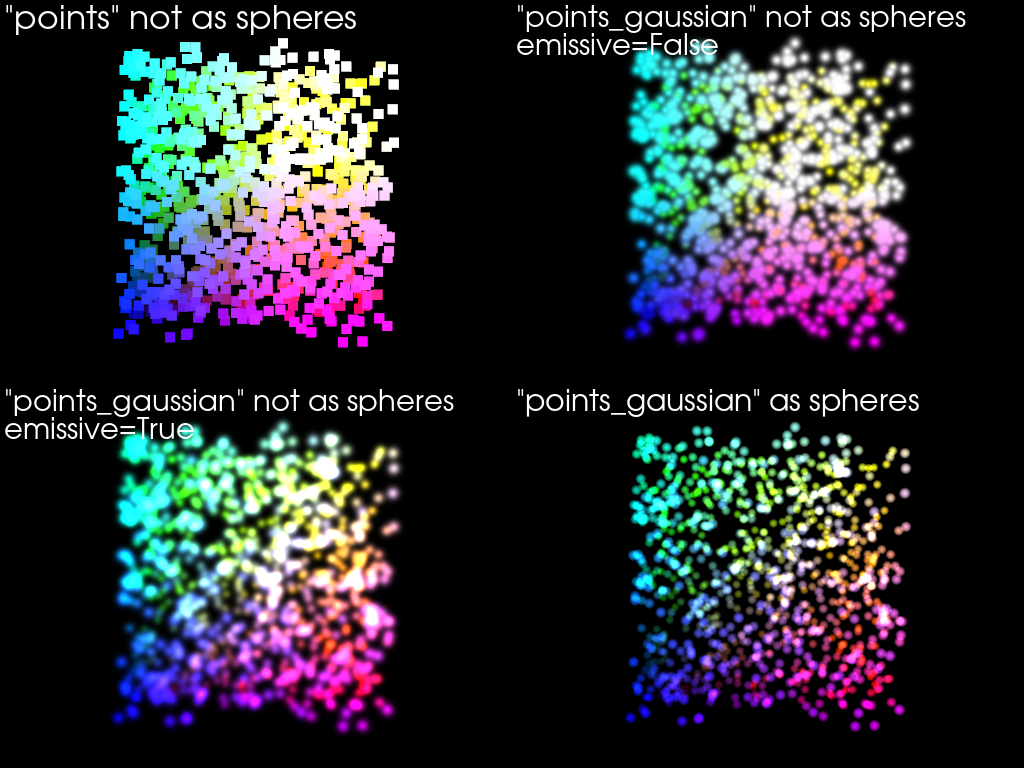 "points" not as spheres
"points_gaussian" not as spheres
emissive=False
"points_gaussian" not as spheres
emissive=True
"points_gaussian" as spheres